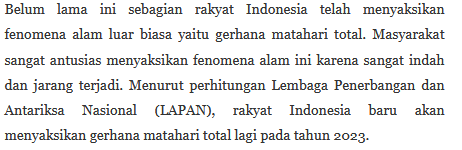 Belum lama ini sebagian rakyat Indonesia telah menyaksikan
fenomena alam luar biasa yaitu gerhana matahari total. Masyarakat
sangat antusias menyaksikan fenomena alam ini karena sangat indah
dan jarang terjadi. Menurut perhitungan Lembaga Penerbangan dan
Antariksa Nasional (LAPAN), rakyat Indonesia baru akan
menyaksikan gerhana matahari total lagi pada tahun 2023.